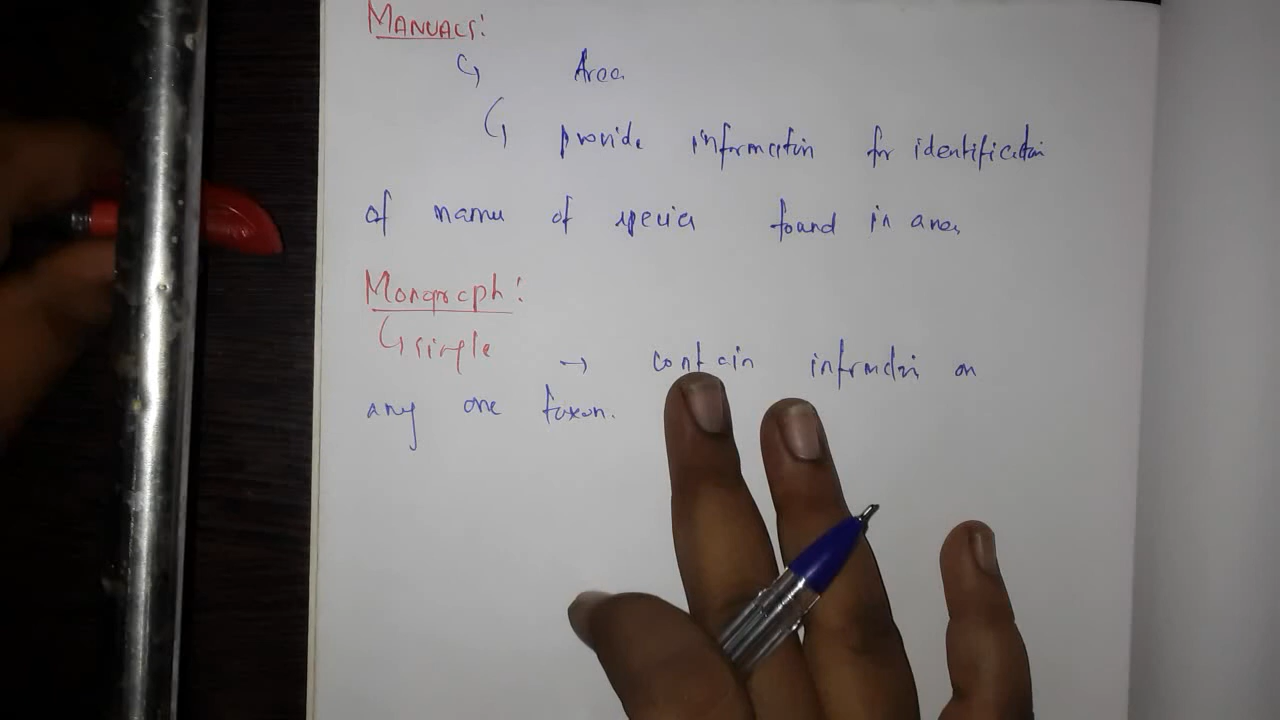 MANUALS:
↳ Area
↳ provide information for identification
of names of species found in area
Monograph:
↳ single → contain information on
any one taxon.